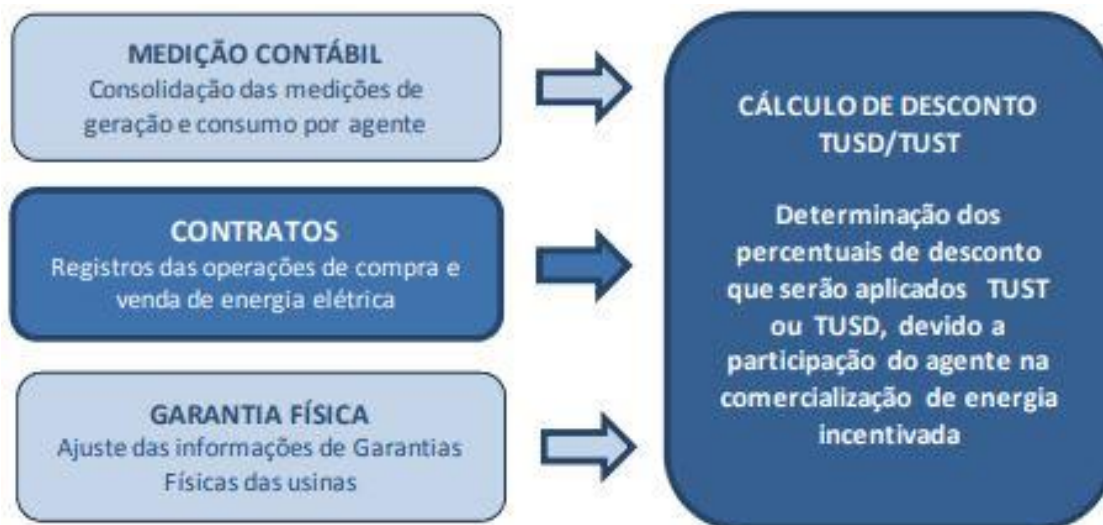 MEDIÇÃO CONTÁBIL
Consolidação das medições de
geração e consumo por agente
CONTRATOS
Registros das operações de compra e
venda de energia elétrica
GARANTIA FÍSICA
Ajuste das informações de Garantias
Físicas das usinas
CÁLCULO DE DESCONTO
TUSD/TUST
Determinação dos
percentuais de desconto
que serão aplicados TUST
ou TUSD, devido a
participação do agente na
comercialização de energia
incentivada